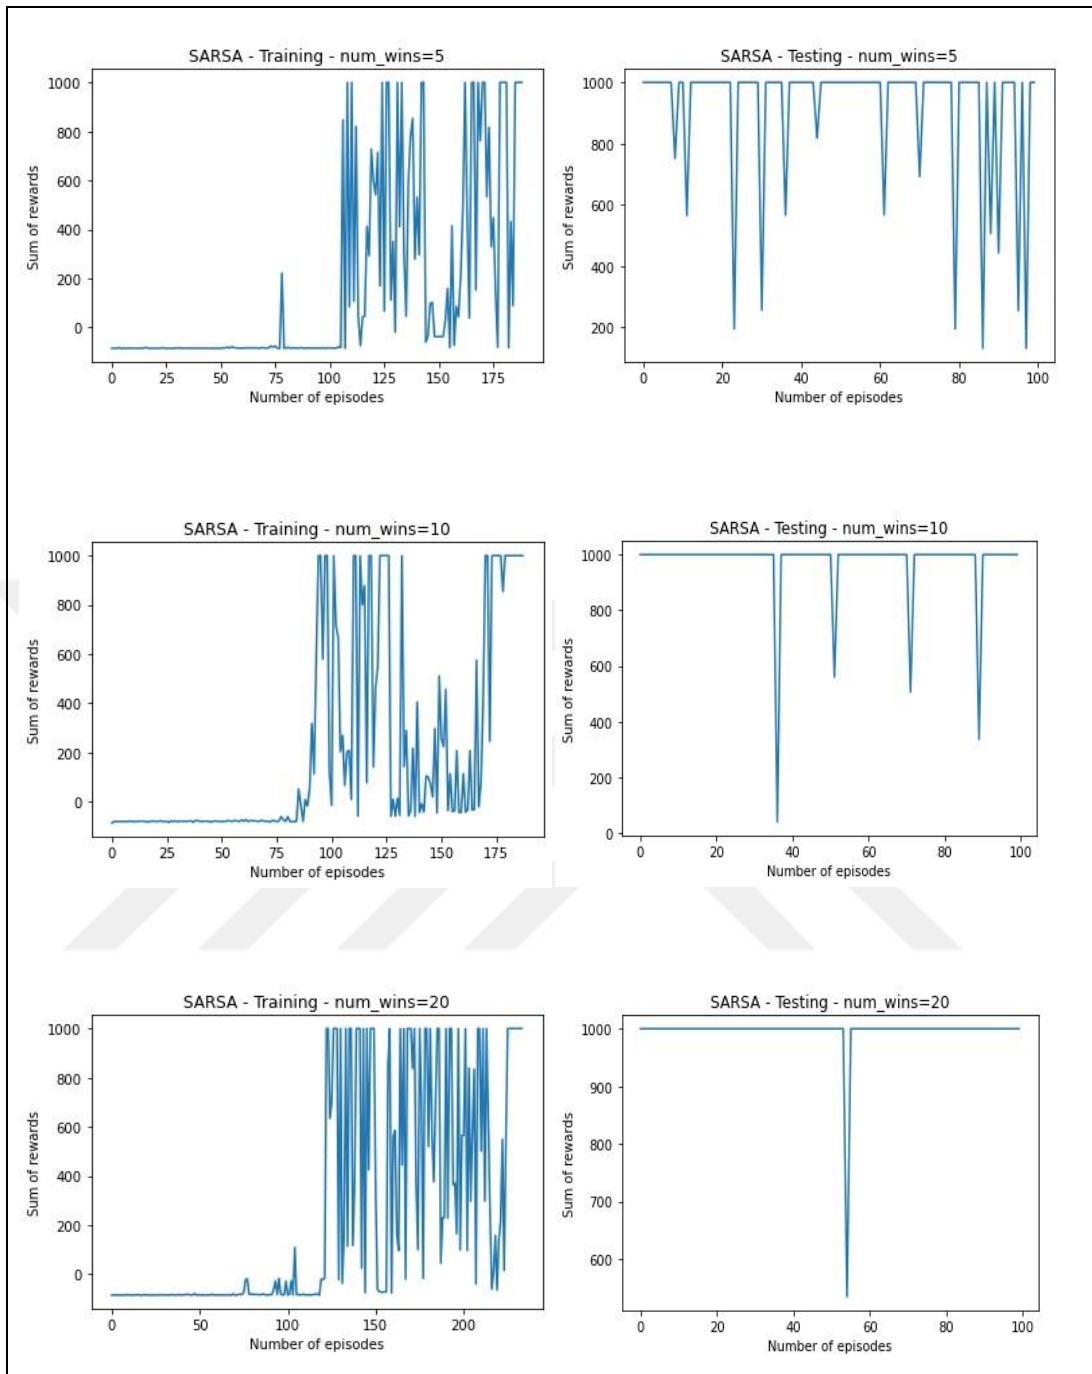 SARSA - Training - num_wins=5
1000
800
600
400
200
0
Sum of rewards
0 25 50 75 100 125 150 175
Number of episodes
SARSA - Testing - num_wins=5
1000
800
600
400
200
Sum of rewards
0 20 40 60 80 100
Number of episodes
SARSA - Training - num_wins=10
1000
800
600
400
200
0
Sum of rewards
0 25 50 75 100 125 150 175
Number of episodes
SARSA - Testing - num_wins=10
1000
800
600
400
200
0
Sum of rewards
0 20 40 60 80 100
Number of episodes
SARSA - Training - num_wins=20
1000
800
600
400
200
0
Sum of rewards
0 50 100 150 200
Number of episodes
SARSA - Testing - num_wins=20
1000
900
800
700
600
Sum of rewards
0 20 40 60 80 100
Number of episodes